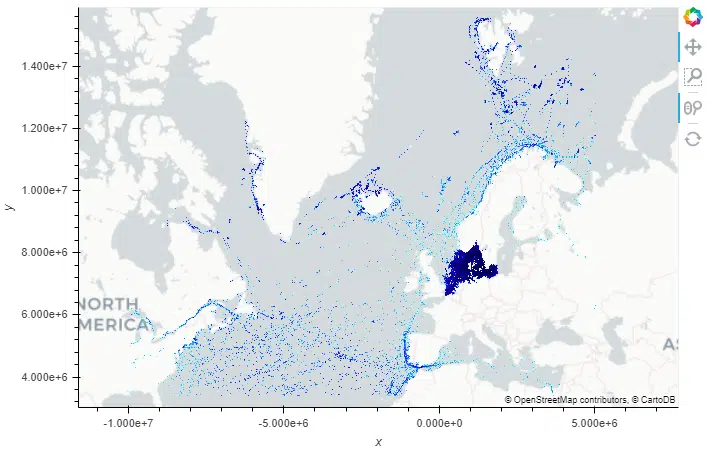 1.400e+7
1.200e+7
1.000e+7
8.000e+6
6.000e+6
4.000e+6
y
NORTH
MERICA
AS
© OpenStreetMap contributors, © CartoDB
-1.000e+7
-5.000e+6
0.000e+0
5.000e+6
x